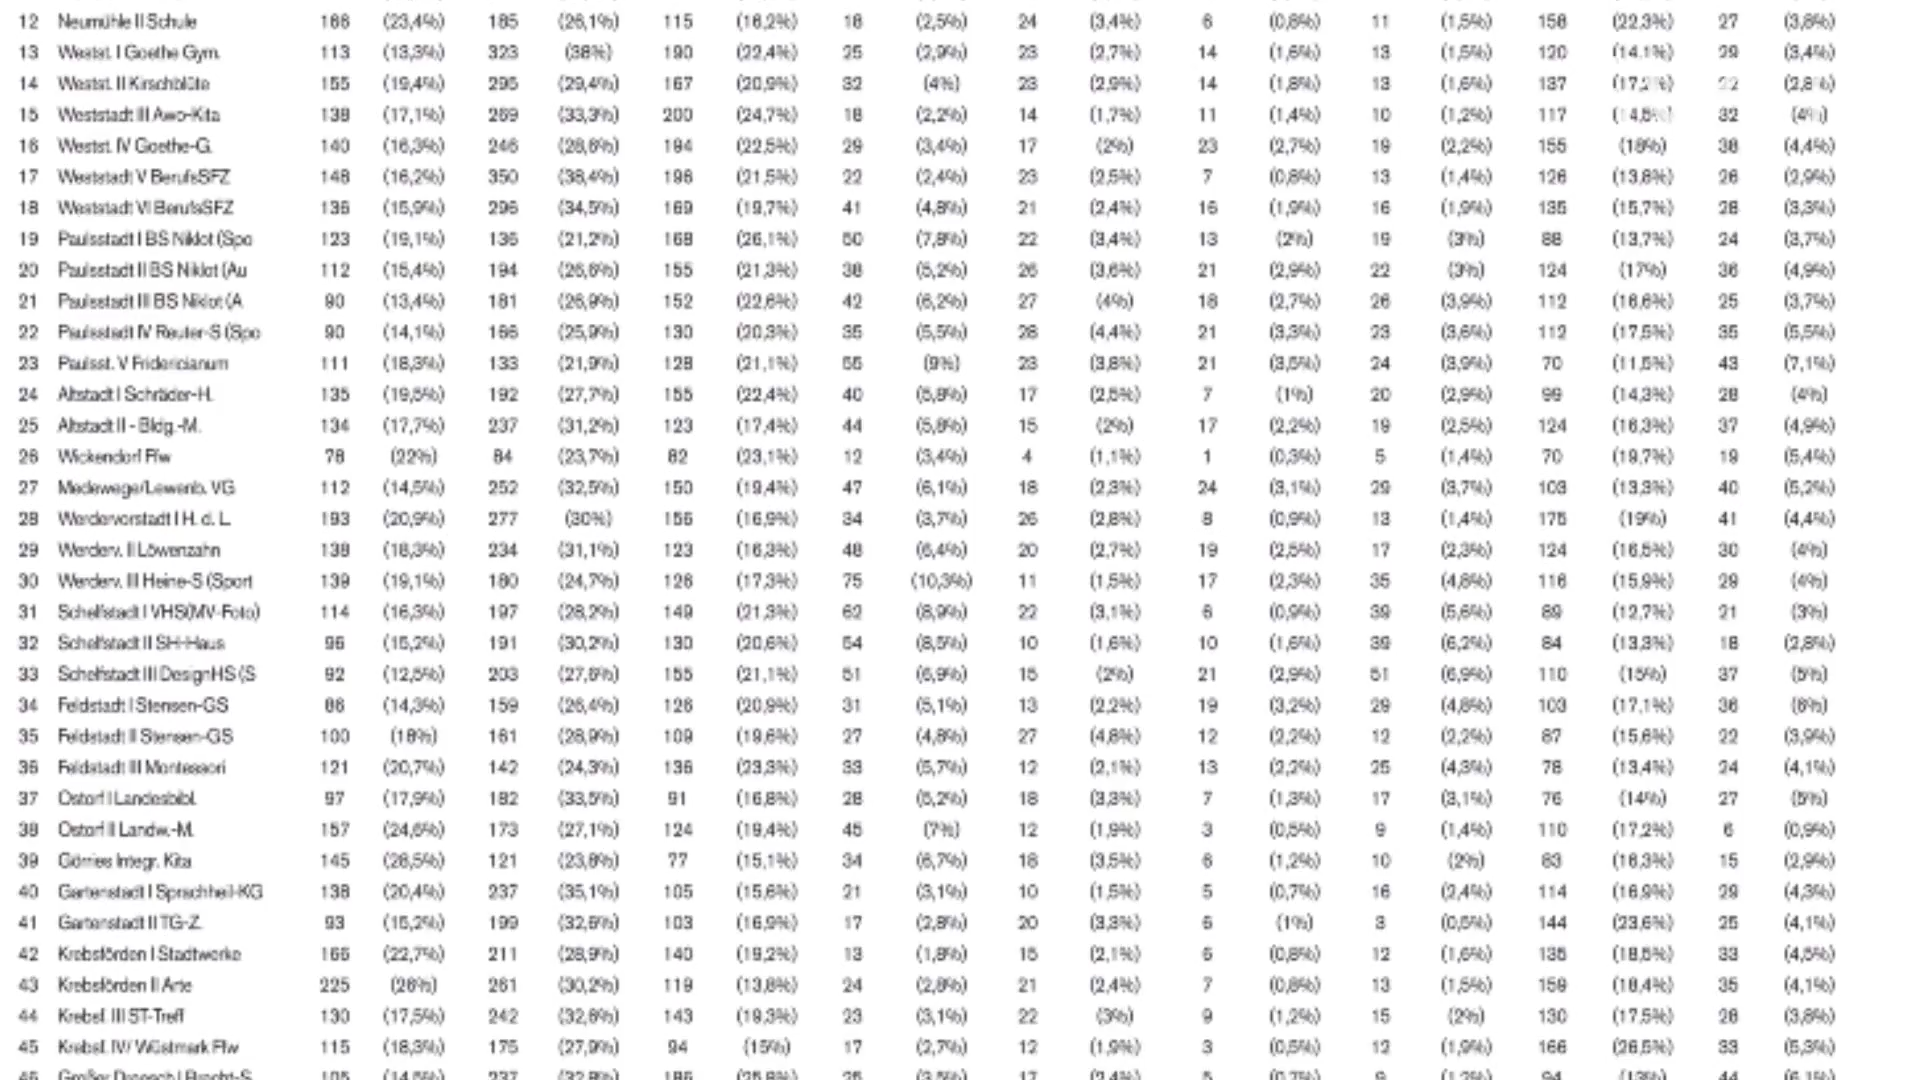 12 Neumühle II Schule 166 (23,4%) 185 (26,1%) 115 (16,2%) 18 (2,5%) 24 (3,4%) 6 (0,8%) 11 (1,5%) 158 (22,3%) 27 (3,8%)
13 Westst. I Goethe Gym. 113 (13,3%) 323 (38%) 190 (22,4%) 25 (2,9%) 23 (2,7%) 14 (1,6%) 13 (1,5%) 120 (14,1%) 29 (3,4%)
14 Westst. II Kirschblüte 155 (19,4%) 295 (29,4%) 167 (20,9%) 32 (4%) 23 (2,9%) 14 (1,8%) 13 (1,6%) 137 (2,8%)
15 Weststadt III Awo-Kita 138 (17,1%) 269 (33,3%) 200 (24,7%) 18 (2,2%) 14 (1,7%) 11 (1,4%) 10 (1,2%) 117 32 (4%)
16 Westst. IV Goethe-G. 140 (16,3%) 246 (28,6%) 194 (22,5%) 29 (3,4%) 17 (2%) 23 (2,7%) 19 (2,2%) 155 (18%) 38 (4,4%)
17 Weststadt V BerufsSFZ 148 (16,2%) 350 (38,4%) 196 (21,5%) 22 (2,4%) 23 (2,5%) 7 (0,8%) 13 (1,4%) 126 (13,8%) 26 (2,9%)
18 Weststadt VI BerufsSFZ 136 (15,9%) 296 (34,5%) 169 (19,7%) 41 (4,8%) 21 (2,4%) 16 (1,9%) 16 (1,9%) 135 (15,7%) 28 (3,3%)
19 Paulsstadt I BS Niklot (Spo 123 (19,1%) 136 (21,2%) 168 (26,1%) 50 (7,8%) 22 (3,4%) 13 (2%) 19 (3%) 88 (13,7%) 24 (3,7%)
20 Paulsstadt II BS Niklot (Au 112 (15,4%) 194 (26,6%) 155 (21,3%) 38 (5,2%) 26 (3,6%) 21 (2,9%) 22 (3%) 124 (17%) 36 (4,9%)
21 Paulsstadt III BS Niklot (A 90 (13,4%) 181 (26,9%) 152 (22,6%) 42 (6,2%) 27 (4%) 18 (2,7%) 26 (3,9%) 112 (16,6%) 25 (3,7%)
22 Paulsstadt IV Reuter-S (Spo 90 (14,1%) 166 (25,9%) 130 (20,3%) 35 (5,5%) 28 (4,4%) 21 (3,3%) 23 (3,6%) 112 (17,5%) 35 (5,5%)
23 Paulsst. V Fridericianum 111 (18,3%) 133 (21,9%) 128 (21,1%) 55 (9%) 23 (3,8%) 21 (3,5%) 24 (3,9%) 70 (11,5%) 43 (7,1%)
24 Altstadt I Schräder-H. 135 (19,5%) 192 (27,7%) 155 (22,4%) 40 (5,8%) 17 (2,5%) 7 (1%) 20 (2,9%) 99 (14,3%) 28 (4%)
25 Altstadt II - Bldg.-M. 134 (17,7%) 237 (31,2%) 123 (17,4%) 44 (5,8%) 15 (2%) 17 (2,2%) 19 (2,5%) 124 (16,3%) 37 (4,9%)
26 Wickendorf Ffw 78 (22%) 84 (23,7%) 82 (23,1%) 12 (3,4%) 4 (1,1%) 1 (0,3%) 5 (1,4%) 70 (19,7%) 19 (5,4%)
27 Medewege/Lewenb. VG 112 (14,5%) 252 (32,5%) 150 (19,4%) 47 (6,1%) 18 (2,3%) 24 (3,1%) 29 (3,7%) 103 (13,3%) 40 (5,2%)
28 Werdervorstadt I H. d. L. 193 (20,9%) 277 (30%) 156 (16,9%) 34 (3,7%) 26 (2,8%) 8 (0,9%) 13 (1,4%) 175 (19%) 41 (4,4%)
29 Werderv. II Löwenzahn 138 (18,3%) 234 (31,1%) 123 (16,3%) 48 (6,4%) 20 (2,7%) 19 (2,5%) 17 (2,3%) 124 (16,5%) 30 (4%)
30 Werderv. III Heine-S (Sport 139 (19,1%) 180 (24,7%) 126 (17,3%) 75 (10,3%) 11 (1,5%) 17 (2,3%) 35 (4,8%) 116 (15,9%) 29 (4%)
31 Schelfstadt I VHS(MV-Foto) 114 (16,3%) 197 (28,2%) 149 (21,3%) 62 (8,9%) 22 (3,1%) 6 (0,9%) 39 (5,6%) 89 (12,7%) 21 (3%)
32 Schelfstadt II SH-Haus 96 (15,2%) 191 (30,2%) 130 (20,6%) 54 (8,5%) 10 (1,6%) 10 (1,6%) 39 (6,2%) 84 (13,3%) 18 (2,8%)
33 Schelfstadt III DesignHS (S 92 (12,5%) 203 (27,6%) 155 (21,1%) 51 (6,9%) 15 (2%) 21 (2,9%) 51 (6,9%) 110 (15%) 37 (5%)
34 Feldstadt I Stensen-GS 86 (14,3%) 159 (26,4%) 126 (20,9%) 31 (5,1%) 13 (2,2%) 19 (3,2%) 29 (4,8%) 103 (17,1%) 36 (6%)
35 Feldstadt II Stensen-GS 100 (18%) 161 (28,9%) 109 (19,6%) 27 (4,8%) 27 (4,8%) 12 (2,2%) 12 (2,2%) 87 (15,6%) 22 (3,9%)
36 Feldstadt III Montessori 121 (20,7%) 142 (24,3%) 136 (23,3%) 33 (5,7%) 12 (2,1%) 13 (2,2%) 25 (4,3%) 78 (13,4%) 24 (4,1%)
37 Ostorf I Landesbibl. 97 (17,9%) 182 (33,5%) 91 (16,8%) 28 (5,2%) 18 (3,3%) 7 (1,3%) 17 (3,1%) 76 (14%) 27 (5%)
38 Ostorf II Landw.-M. 157 (24,6%) 173 (27,1%) 124 (19,4%) 45 (7%) 12 (1,9%) 3 (0,5%) 9 (1,4%) 110 (17,2%) 6 (0,9%)
39 Görries Integr. Kita 145 (28,5%) 121 (23,8%) 77 (15,1%) 34 (6,7%) 18 (3,5%) 6 (1,2%) 10 (2%) 83 (16,3%) 15 (2,9%)
40 Gartenstadt I Sprachheil-KG 138 (20,4%) 237 (35,1%) 105 (15,6%) 21 (3,1%) 10 (1,5%) 5 (0,7%) 16 (2,4%) 114 (16,9%) 29 (4,3%)
41 Gartenstadt II TG-Z. 93 (15,2%) 199 (32,6%) 103 (16,9%) 17 (2,8%) 20 (3,3%) 6 (1%) 3 (0,5%) 144 (23,6%) 25 (4,1%)
42 Krebsförden I Stadtwerke 166 (22,7%) 211 (28,9%) 140 (19,2%) 13 (1,8%) 15 (2,1%) 6 (0,8%) 12 (1,6%) 135 (18,5%) 33 (4,5%)
43 Krebsförden II Arte 225 (26%) 261 (30,2%) 119 (13,8%) 24 (2,8%) 21 (2,4%) 7 (0,8%) 13 (1,5%) 159 (18,4%) 35 (4,1%)
44 Krebsf. III ST-Treff 130 (17,5%) 242 (32,6%) 143 (19,3%) 23 (3,1%) 22 (3%) 9 (1,2%) 15 (2%) 130 (17,5%) 28 (3,8%)
45 Krebsf. IV/ Wüstmark Ffw 115 (18,3%) 175 (27,9%) 94 (15%) 17 (2,7%) 12 (1,9%) 3 (0,5%) 12 (1,9%) 166 (26,5%) 33 (5,3%)